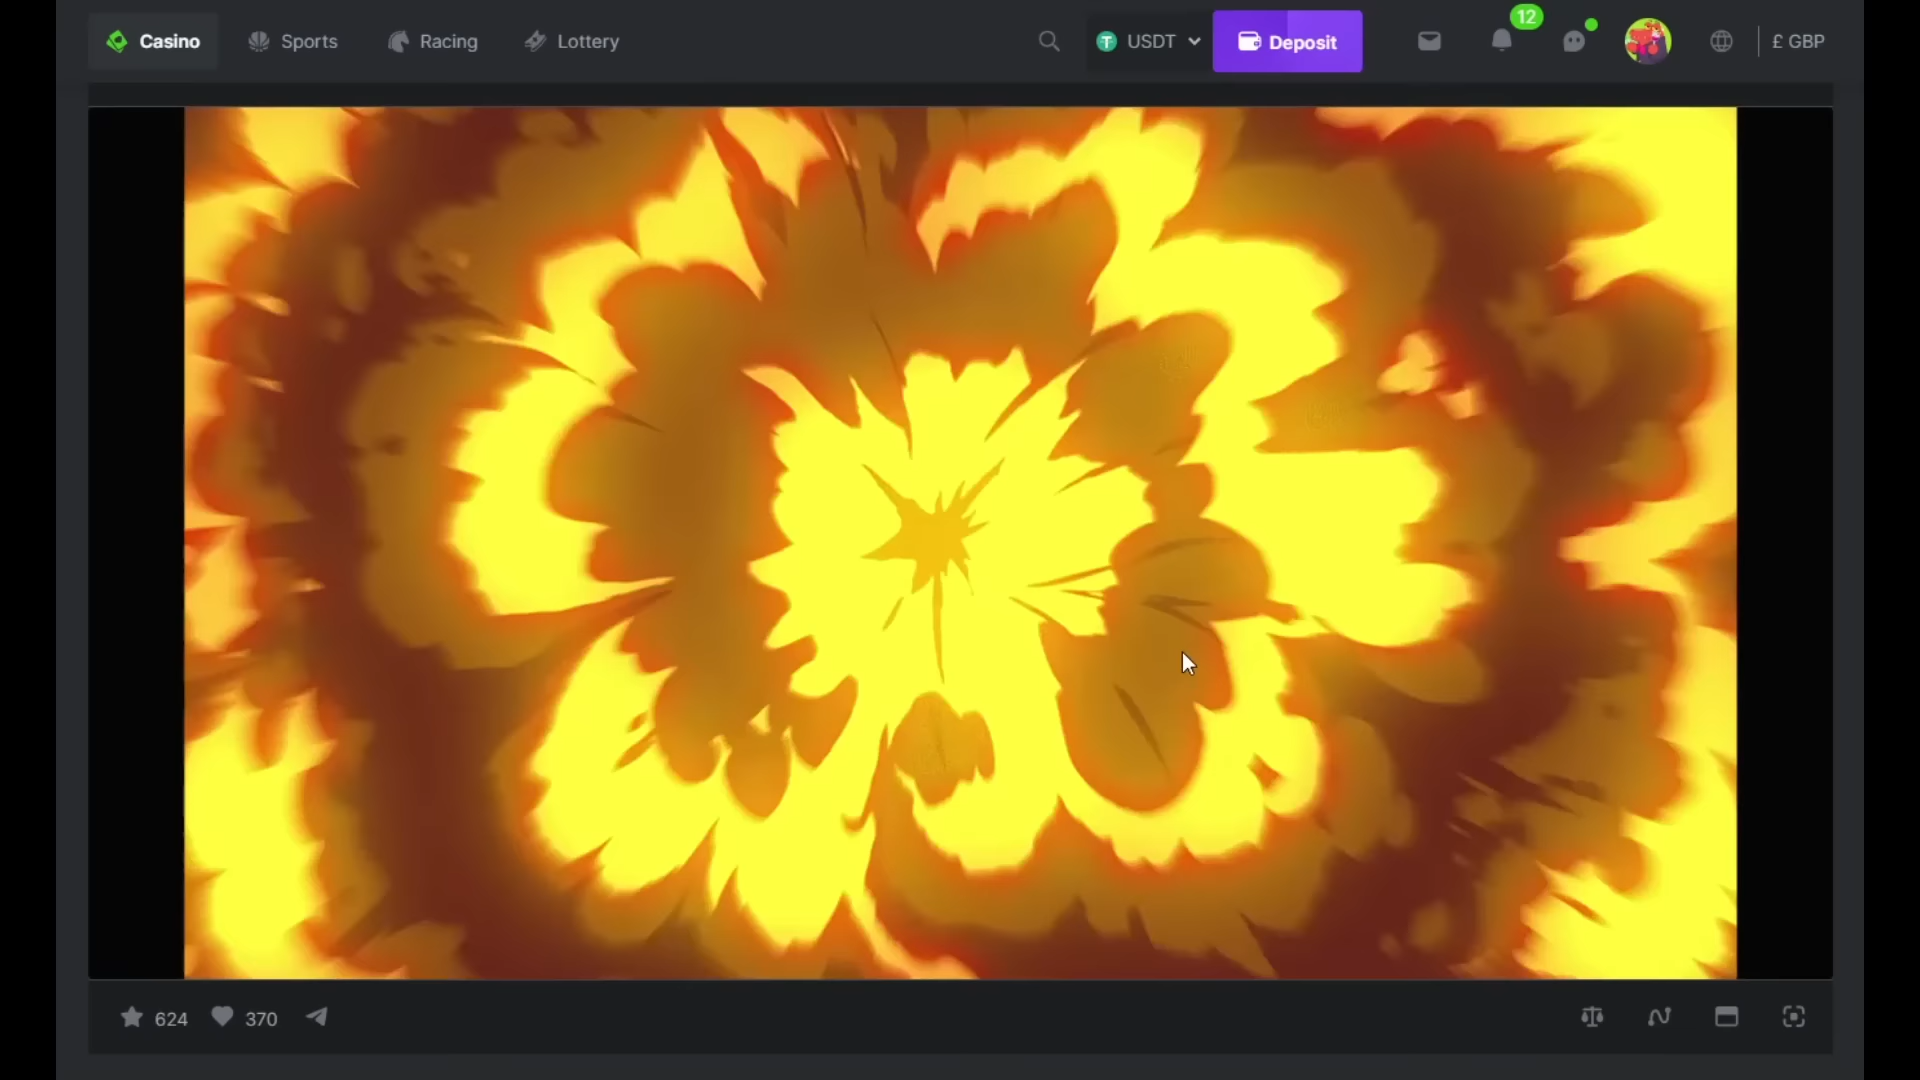 Casino
Sports
Racing
Lottery
USDT
Deposit
12
£ GBP
624
370